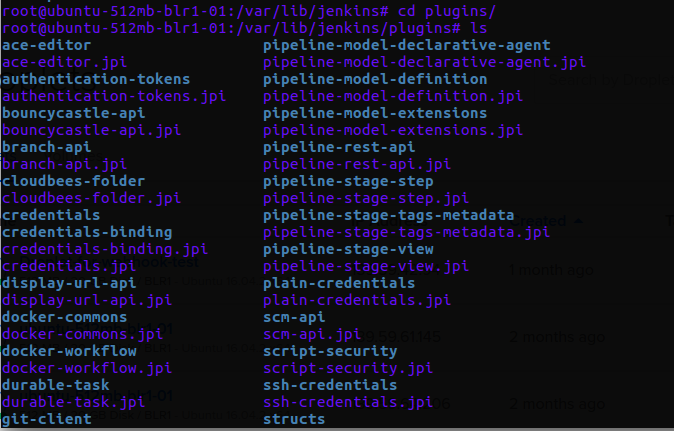 root@ubuntu-512mb-blr1-01:/var/lib/jenkins# cd plugins/
root@ubuntu-512mb-blr1-01:/var/lib/jenkins/plugins# ls
ace-editor pipeline-model-declarative-agent
ace-editor.jpi pipeline-model-declarative-agent.jpi
authentication-tokens pipeline-model-definition
authentication-tokens.jpi pipeline-model-definition.jpi
bouncycastle-api pipeline-model-extensions
bouncycastle-api.jpi pipeline-model-extensions.jpi
branch-api pipeline-rest-api
branch-api.jpi pipeline-rest-api.jpi
cloudbees-folder pipeline-stage-step
cloudbees-folder.jpi pipeline-stage-step.jpi
credentials pipeline-stage-tags-metadata
credentials-binding pipeline-stage-tags-metadata.jpi
credentials-binding.jpi pipeline-stage-view
credentials.jpi pipeline-stage-view.jpi
display-url-api plain-credentials
display-url-api.jpi plain-credentials.jpi
docker-commons scm-api
docker-commons.jpi scm-api.jpi
docker-workflow script-security
docker-workflow.jpi script-security.jpi
durable-task ssh-credentials
durable-task.jpi ssh-credentials.jpi
git-client structs
Created
1 month ago
2 months ago
2 months ago